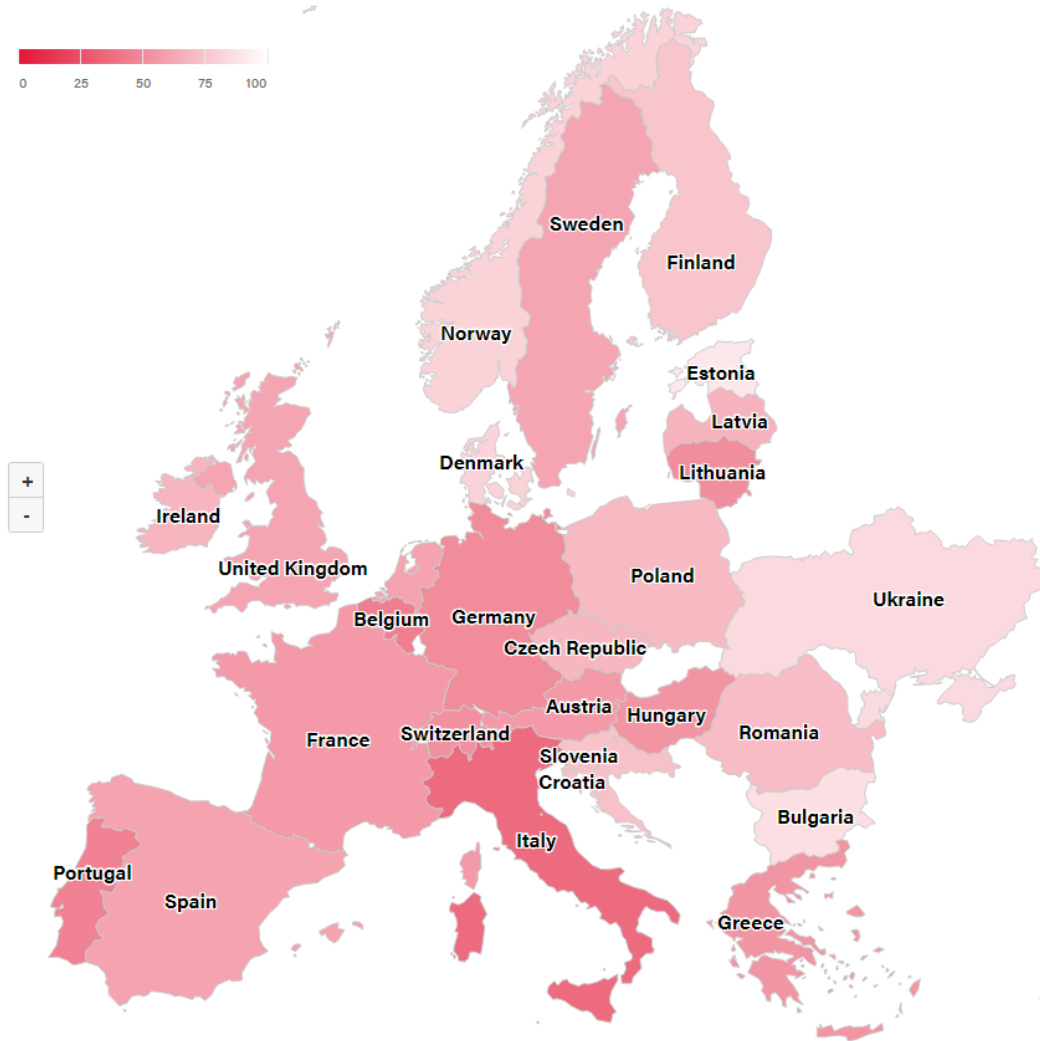 0 25 50 75 100
Sweden
Finland
Norway
Estonia
Latvia
Denmark
Lithuania
+
-
Ireland
United Kingdom
Poland
Ukraine
Belgium
Germany
Czech Republic
Austria
Hungary
Switzerland
Romania
France
Slovenia
Croatia
Bulgaria
Italy
Portugal
Spain
Greece